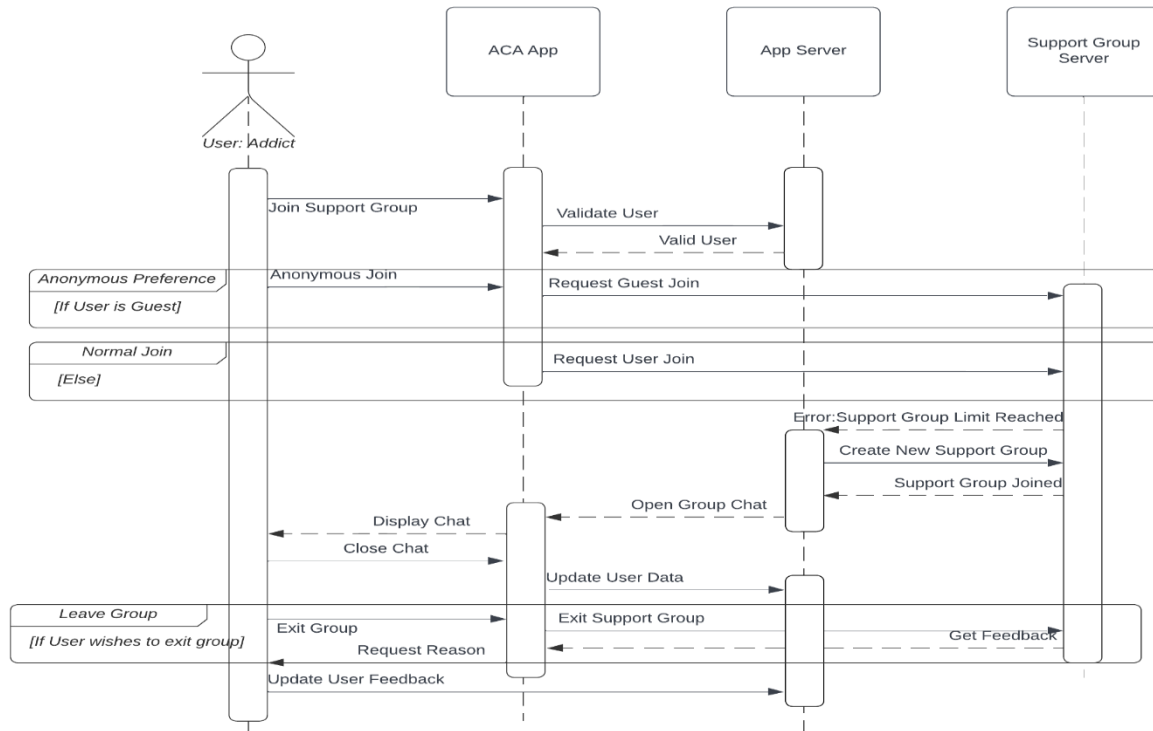 ACA App
App Server
Support Group
Server
User: Addict
Join Support Group
Validate User
Valid User
Anonymous Preference
Anonymous Join
Request Guest Join
[If User is Guest]
Normal Join
Request User Join
[Else]
Error:Support Group Limit Reached
Create New Support Group
Support Group Joined
Open Group Chat
Display Chat
Close Chat
Update User Data
Leave Group
Exit Group
Exit Support Group
[If User wishes to exit group]
Get Feedback
Request Reason
Update User Feedback